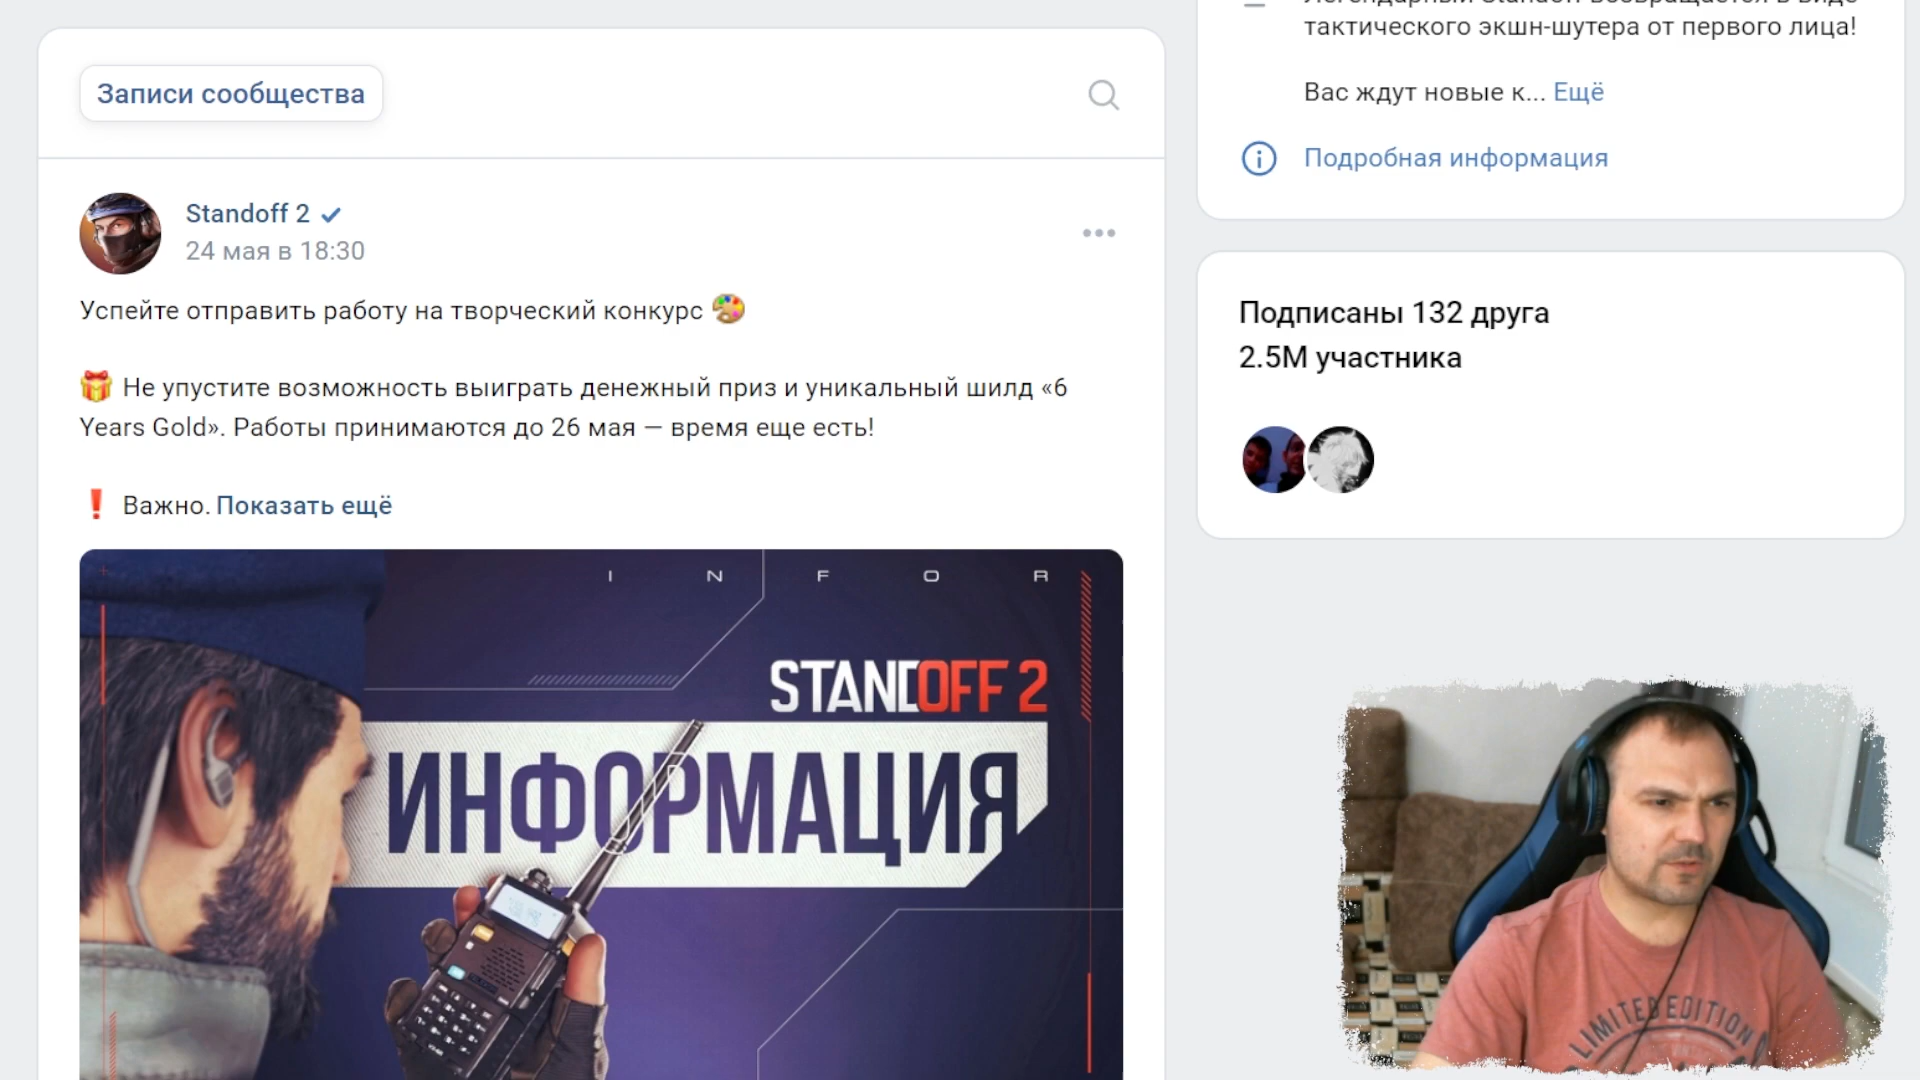 Записи сообщества
Standoff 2
24 мая в 18:30
Успейте отправить работу на творческий конкурс
Не упустите возможность выиграть денежный приз и уникальный шилд «6
Years Gold». Работы принимаются до 26 мая — время еще есть!
Важно. Показать ещё
I N F O R
STANDOFF 2
ИНФОРМАЦИЯ
тактического экшн-шутера от первого лица!
Вас ждут новые к... Ещё
Подробная информация
Подписаны 132 друга
2.5M участника
LIMITED EDITION